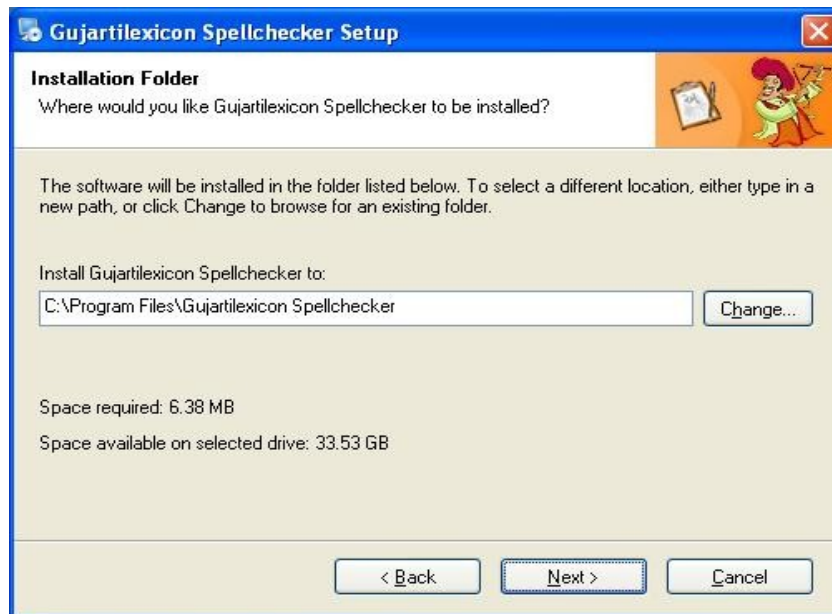 Gujartilexicon Spellchecker Setup
Installation Folder
Where would you like Gujartilexicon Spellchecker to be installed?
The software will be installed in the folder listed below. To select a different location, either type in a
new path, or click Change to browse for an existing folder.
Install Gujartilexicon Spellchecker to:
C:\Program Files\Gujartilexicon Spellchecker
Change...
Space required: 6.38 MB
Space available on selected drive: 33.53 GB
< Back
Next >
Cancel